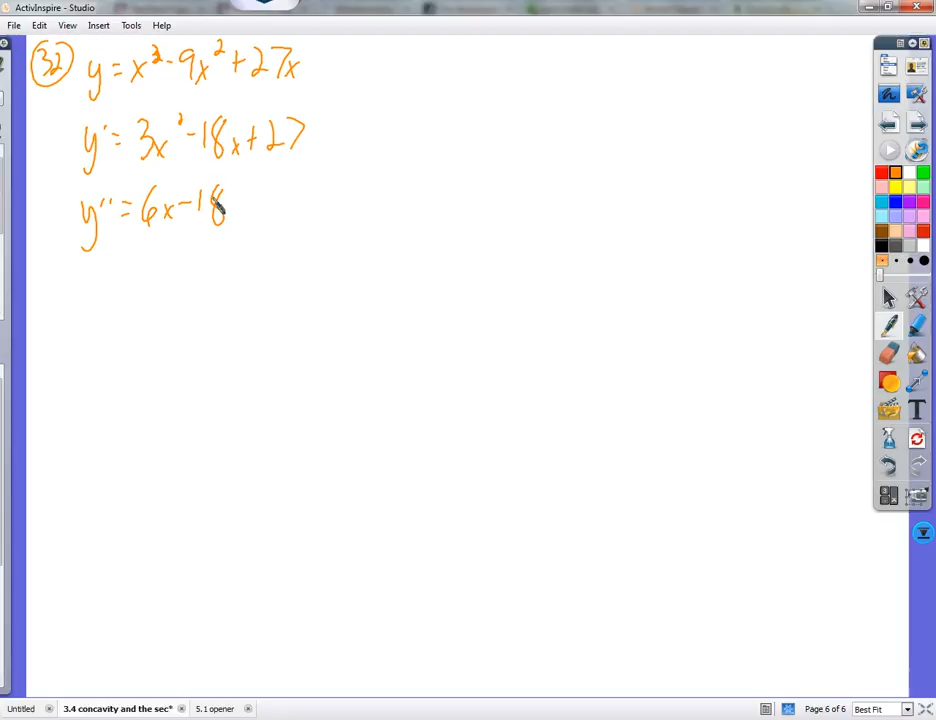 ActivInspire - Studio
File Edit View Insert Tools Help
32 y = x³ - 9x² + 27x
y' = 3x² - 18x + 27
y'' = 6x - 18
Untitled 3.4 concavity and the sec* 5.1 opener Page 6 of 6 Best Fit